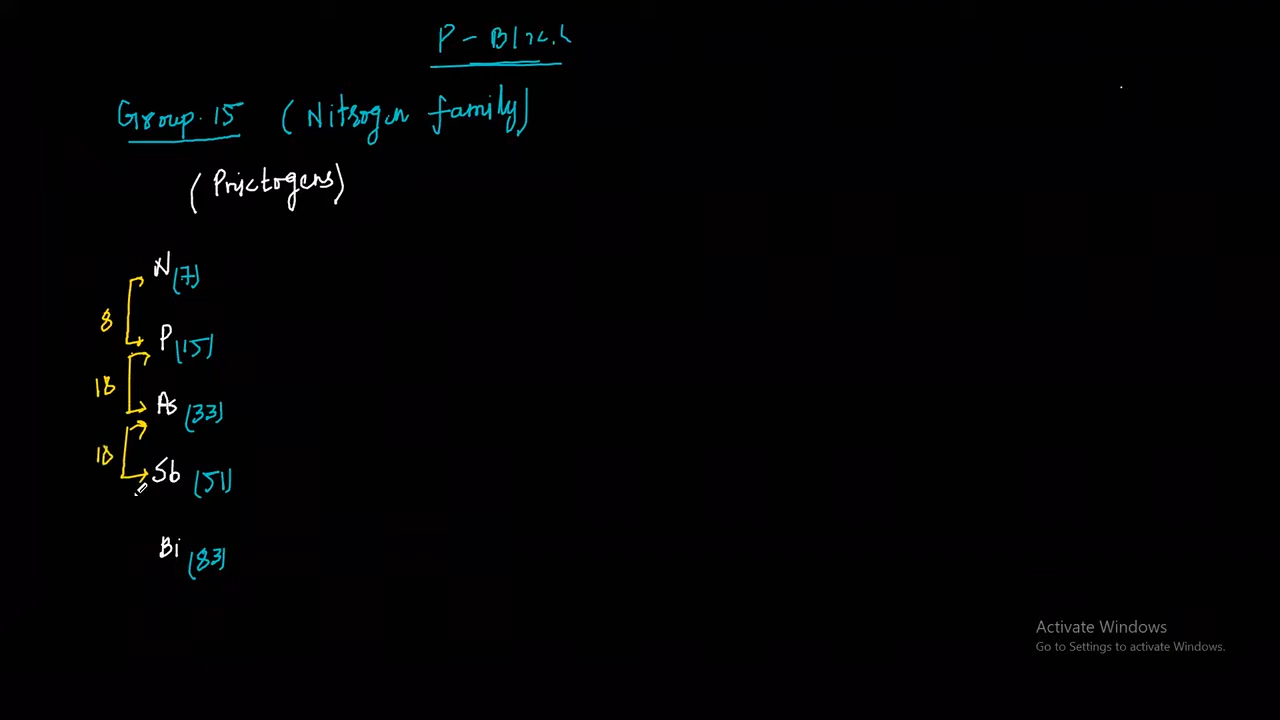 P - Block
Group. 15 (Nitrogen family)
(Pnictogens)
N (7)
8
P (15)
18
As (33)
18
Sb (51)
Bi (83)
Activate Windows
Go to Settings to activate Windows.